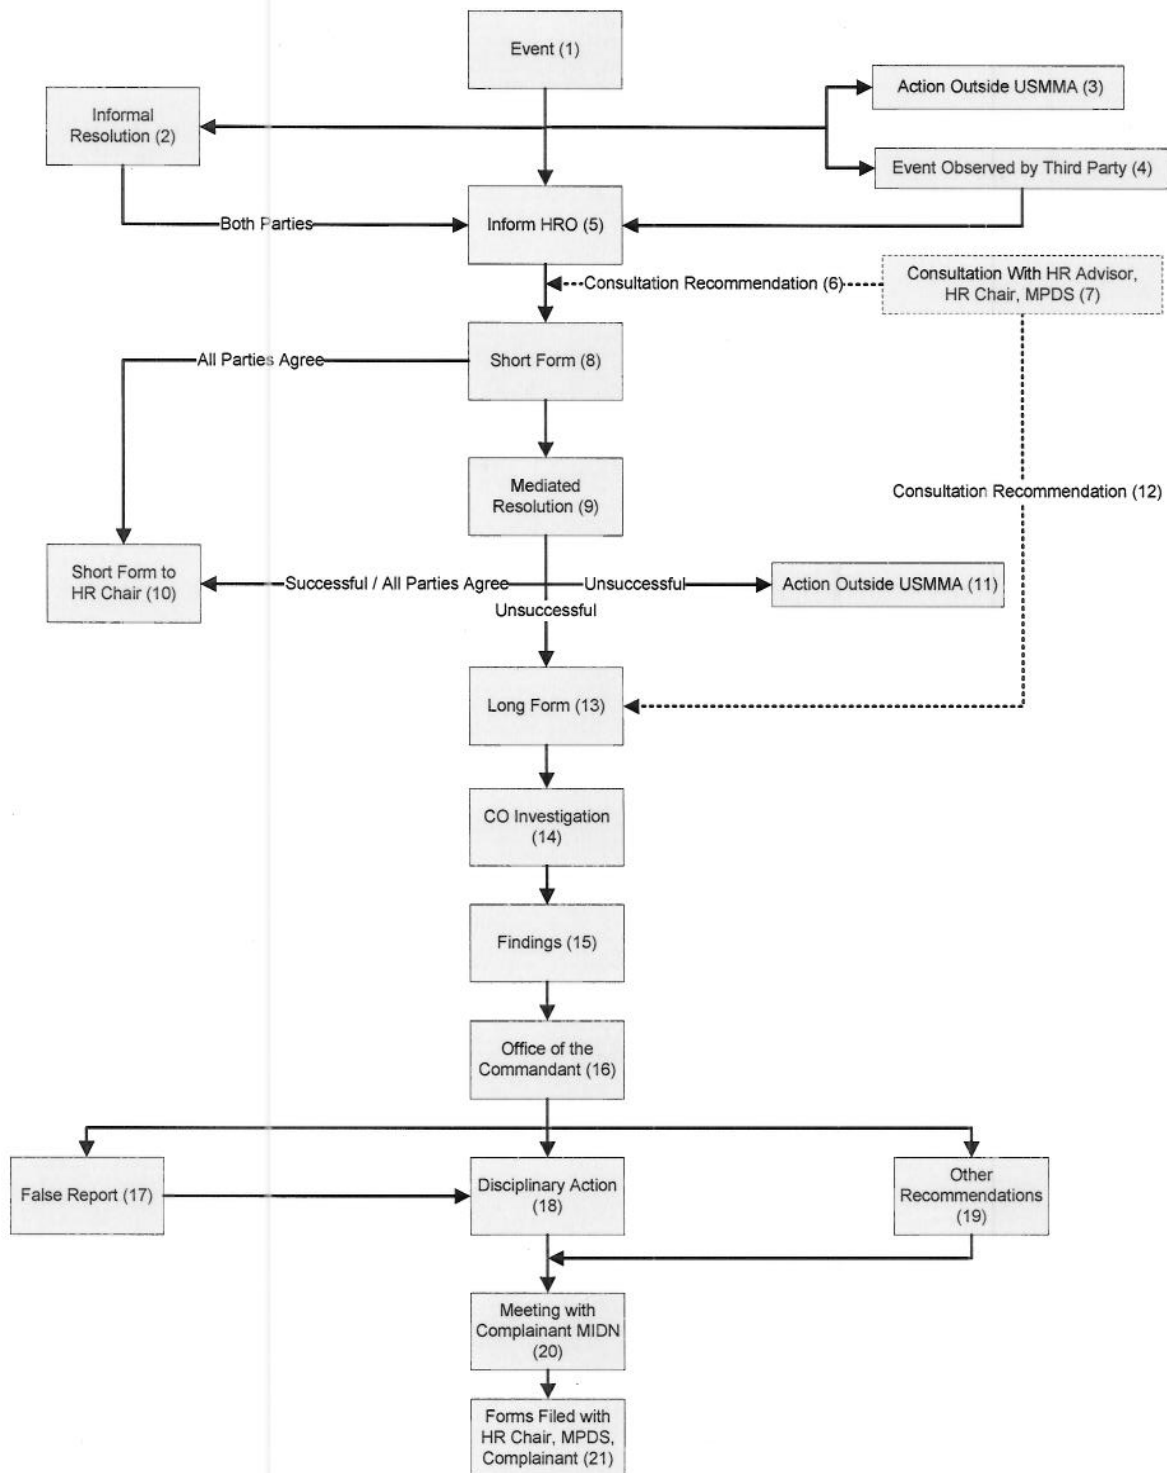 Event (1)
Action Outside USMMA (3)
Informal
Resolution (2)
Event Observed by Third Party (4)
Both Parties
Inform HRO (5)
Consultation Recommendation (6)
Consultation With HR Advisor,
HR Chair, MPDS (7)
All Parties Agree
Short Form (8)
Mediated
Resolution (9)
Consultation Recommendation (12)
Short Form to
HR Chair (10)
Successful / All Parties Agree
Unsuccessful
Action Outside USMMA (11)
Unsuccessful
Long Form (13)
CO Investigation
(14)
Findings (15)
Office of the
Commandant (16)
False Report (17)
Disciplinary Action
(18)
Other
Recommendations
(19)
Meeting with
Complainant MIDN
(20)
Forms Filed with
HR Chair, MPDS,
Complainant (21)